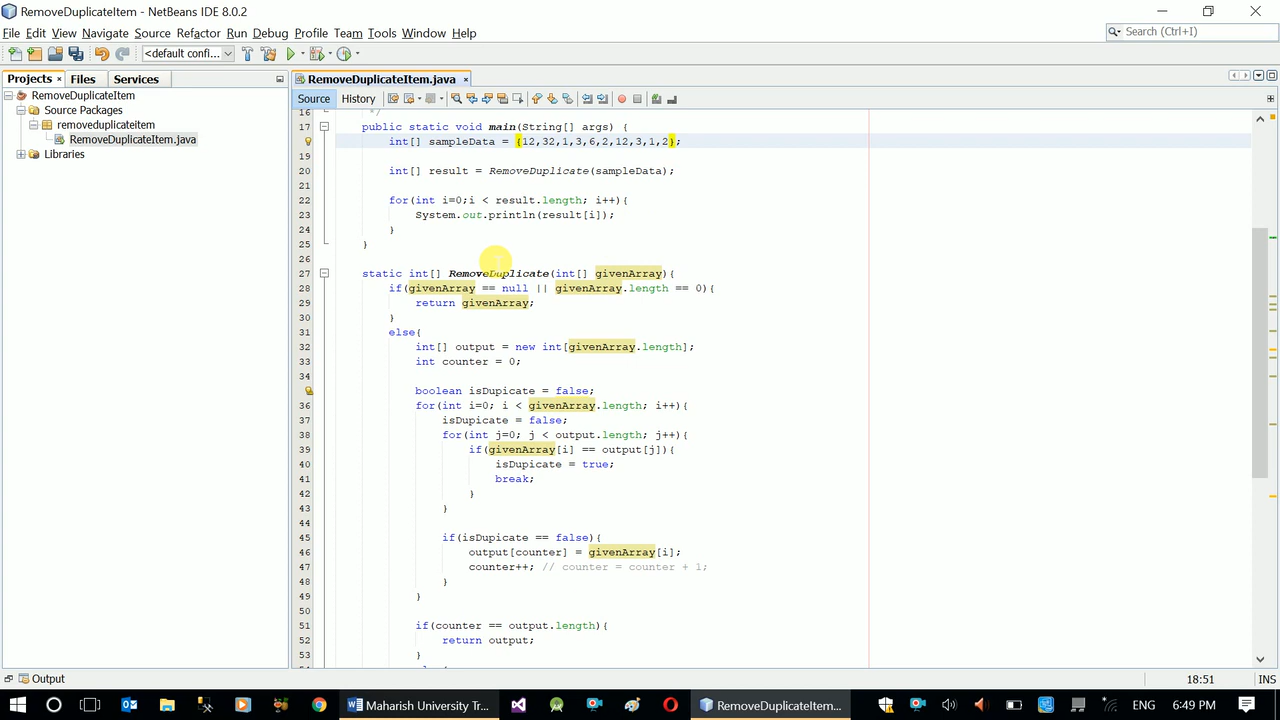 RemoveDuplicateItem - NetBeans IDE 8.0.2
File Edit View Navigate Source Refactor Run Debug Profile Team Tools Window Help
Search (Ctrl+I)
<default confi...
Projects Files Services
RemoveDuplicateItem
Source Packages
removeduplicateitem
RemoveDuplicateItem.java
Libraries
RemoveDuplicateItem.java
Source History
16 */
17 public static void main(String[] args) {
int[] sampleData = {12,32,1,3,6,2,12,3,1,2};
19
20 int[] result = RemoveDuplicate(sampleData);
21
22 for(int i=0;i < result.length; i++){
23 System.out.println(result[i]);
24 }
25 }
26
27 static int[] RemoveDuplicate(int[] givenArray){
28 if(givenArray == null || givenArray.length == 0){
29 return givenArray;
30 }
31 else{
32 int[] output = new int[givenArray.length];
33 int counter = 0;
34
boolean isDupicate = false;
36 for(int i=0; i < givenArray.length; i++){
37 isDupicate = false;
38 for(int j=0; j < output.length; j++){
39 if(givenArray[i] == output[j]){
40 isDupicate = true;
41 break;
42 }
43 }
44
45 if(isDupicate == false){
46 output[counter] = givenArray[i];
47 counter++; // counter = counter + 1;
48 }
49 }
50
51 if(counter == output.length){
52 return output;
53 }
Output
18:51 INS
Maharish University Tr...
RemoveDuplicateItem...
ENG 6:49 PM